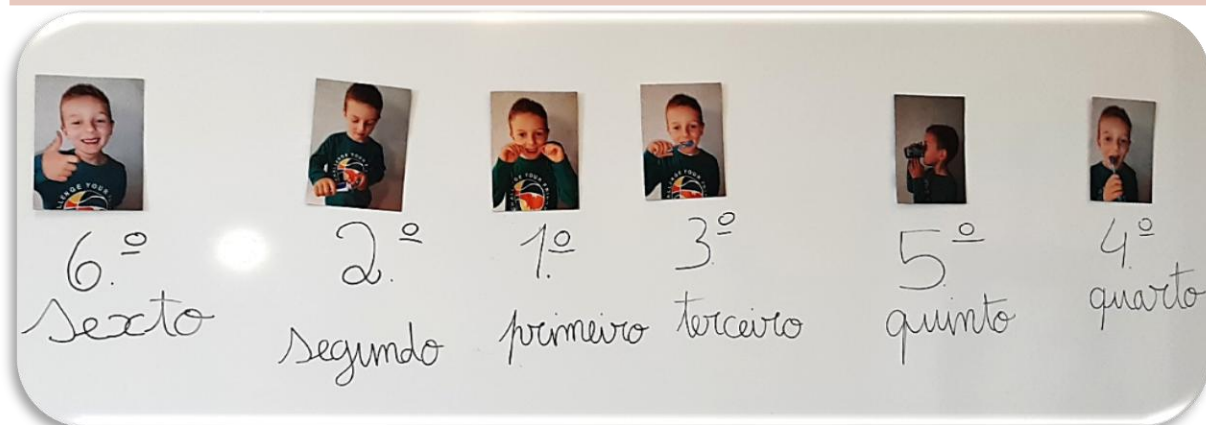 6.º 2.º 1.º 3.º 5.º 4.º
sexto segundo primeiro terceiro quinto quarto